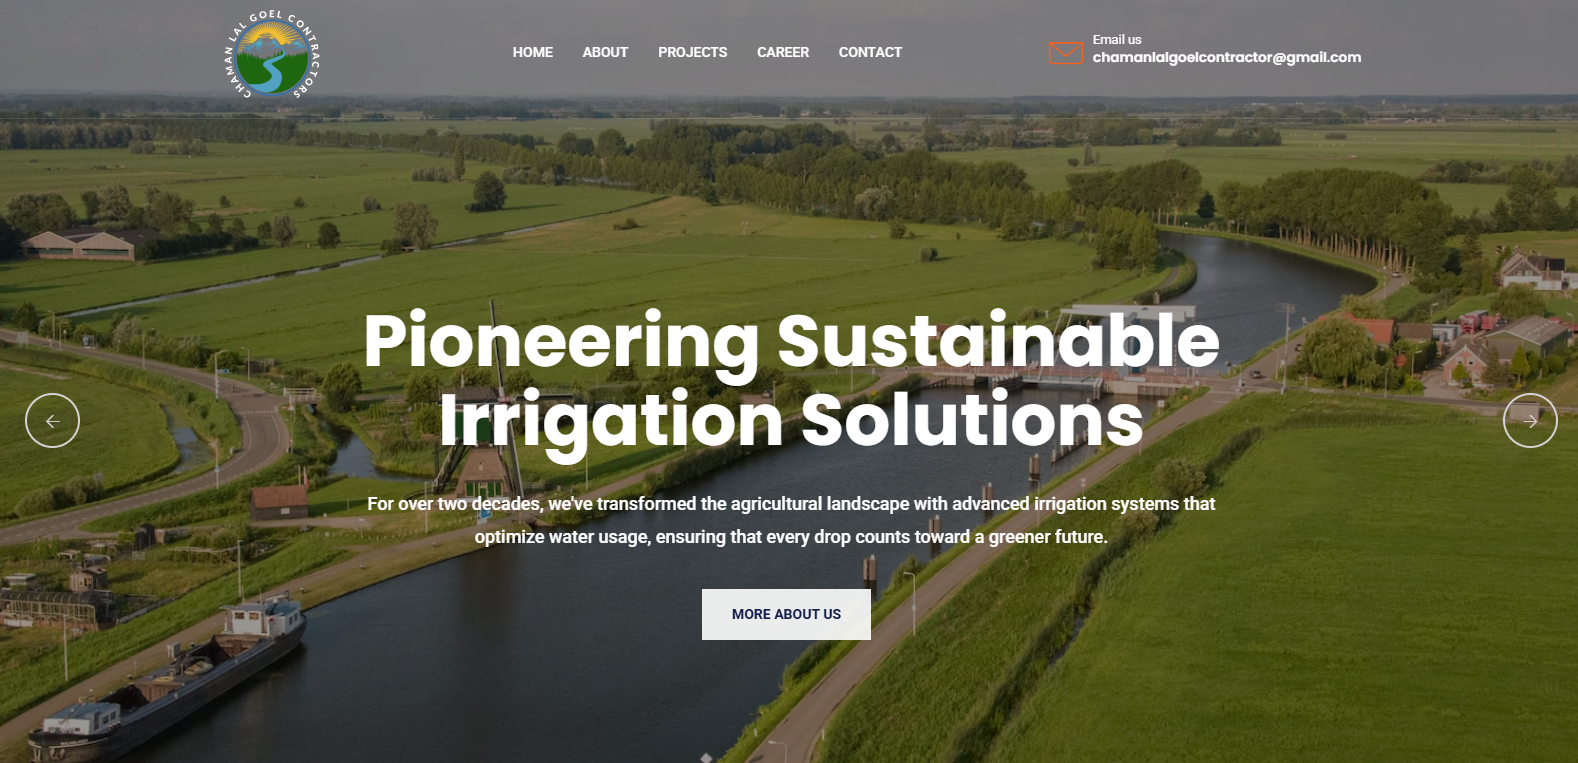 CHAMAN LAL GOEL CONTRACTORS
HOME ABOUT PROJECTS CAREER CONTACT
Email us
chamanlalgoelcontractor@gmail.com
Pioneering Sustainable
Irrigation Solutions
For over two decades, we've transformed the agricultural landscape with advanced irrigation systems that
optimize water usage, ensuring that every drop counts toward a greener future.
MORE ABOUT US